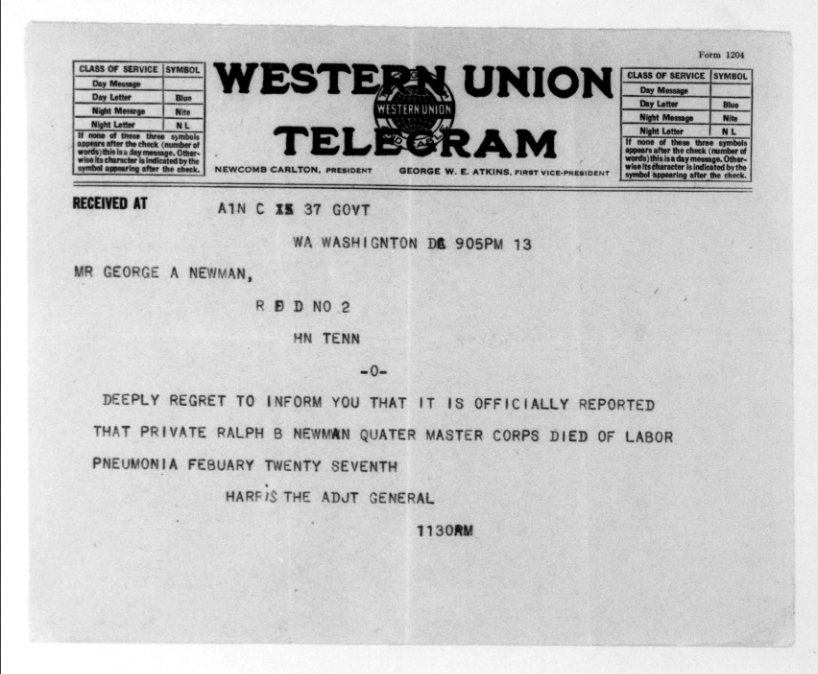 Form 1204
CLASS OF SERVICE SYMBOL
Day Message
Day Letter Blue
Night Message Nite
Night Letter N L
If none of these three symbols
appears after the check (number of
words) this is a day message. Other-
wise its character is indicated by the
symbol appearing after the check.
WESTERN UNION
WESTERN UNION
TELEGRAM
NEWCOMB CARLTON, PRESIDENT GEORGE W. E. ATKINS, FIRST VICE-PRESIDENT
CLASS OF SERVICE SYMBOL
Day Message
Day Letter Blue
Night Message Nite
Night Letter N L
If none of these three symbols
appears after the check (number of
words) this is a day message. Other-
wise its character is indicated by the
symbol appearing after the check.
RECEIVED AT A1N C 37 GOVT
WA WASHIGNTON DC 905PM 13
MR GEORGE A NEWMAN,
R D NO 2
HN TENN
-0-
DEEPLY REGRET TO INFORM YOU THAT IT IS OFFICIALLY REPORTED
THAT PRIVATE RALPH B NEWMAN QUATER MASTER CORPS DIED OF LABOR
PNEUMONIA FEBUARY TWENTY SEVENTH
HARRIS THE ADJT GENERAL